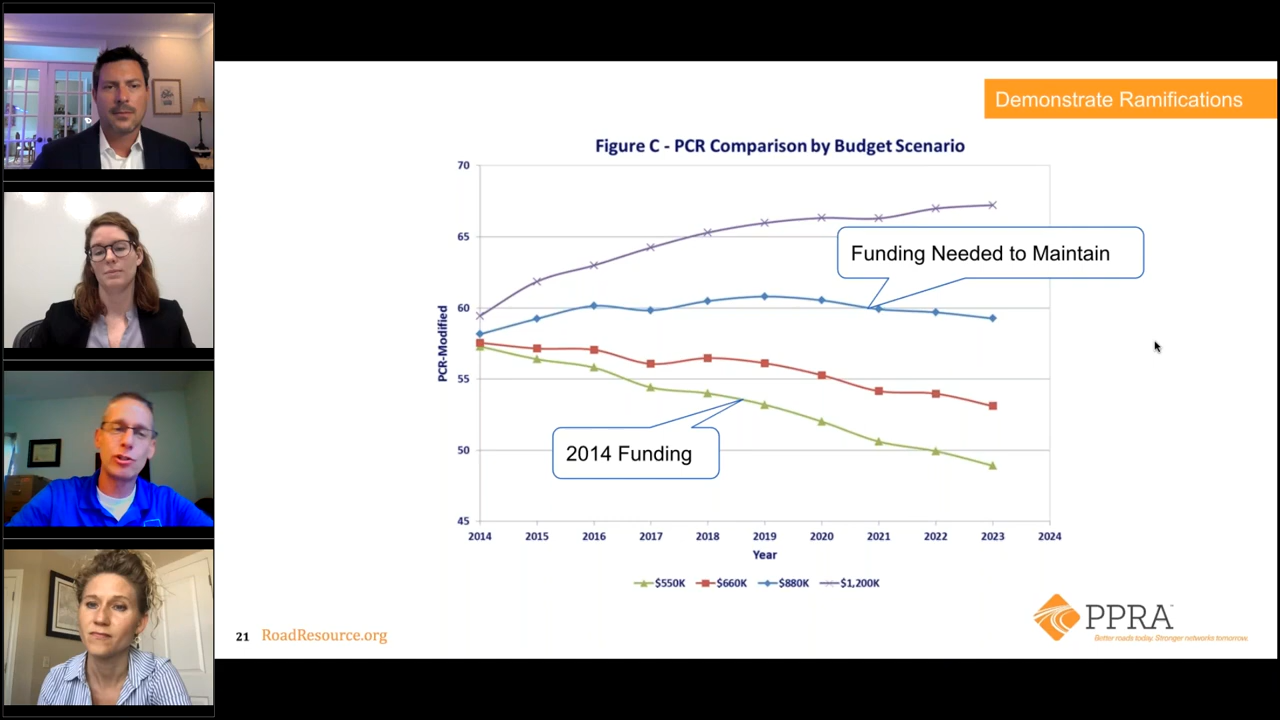 Demonstrate Ramifications
Figure C - PCR Comparison by Budget Scenario
70
65
60
55
50
45
PCR-Modified
Funding Needed to Maintain
2014 Funding
2014 2015 2016 2017 2018 2019 2020 2021 2022 2023 2024
Year
$550K $660K $880K $1,200K
21 RoadResource.org
PPRA
Better roads today. Stronger networks tomorrow.